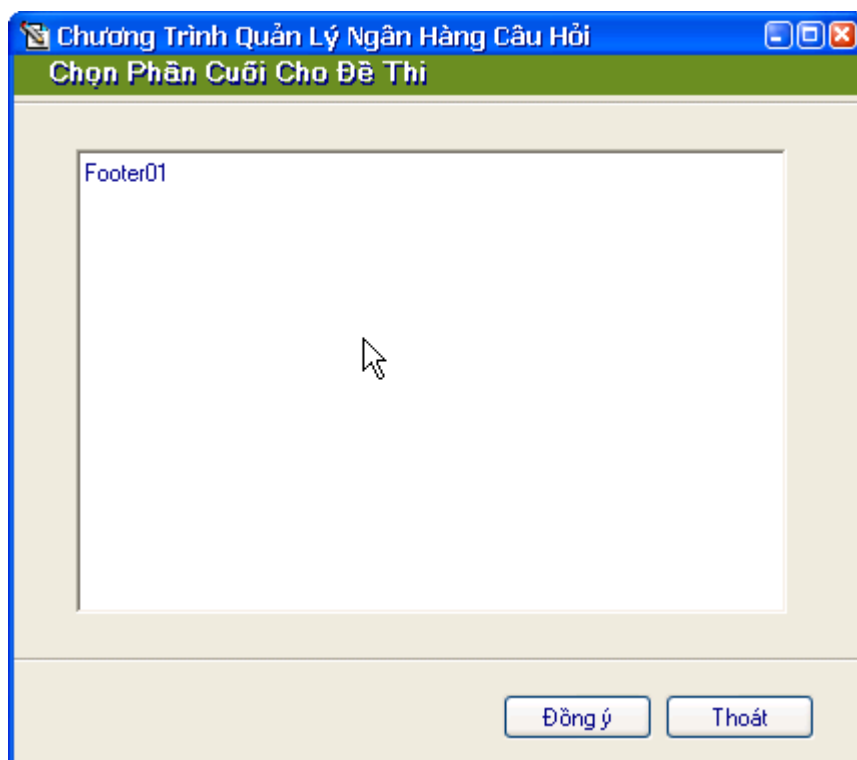 Chương Trình Quản Lý Ngân Hàng Câu Hỏi
Chọn Phần Cuối Cho Đề Thi
Footer01
Đồng ý Thoát